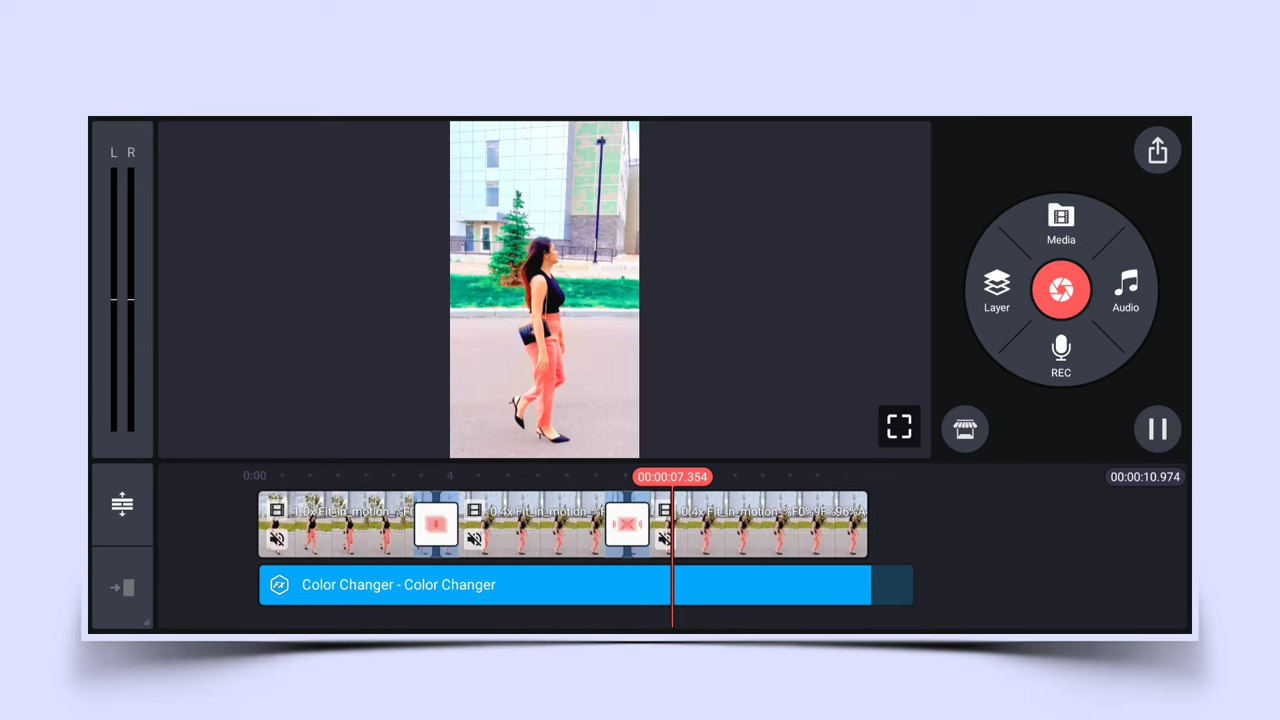 L R
Media
Layer
Audio
REC
0:00
4
00:00:07.354
00:00:10.974
1.0x Fit_in_motion_%F0
0.4x Fit_in_motion_%F
0.4x Fit_in_motion_%F0%9F%96%A
Color Changer - Color Changer